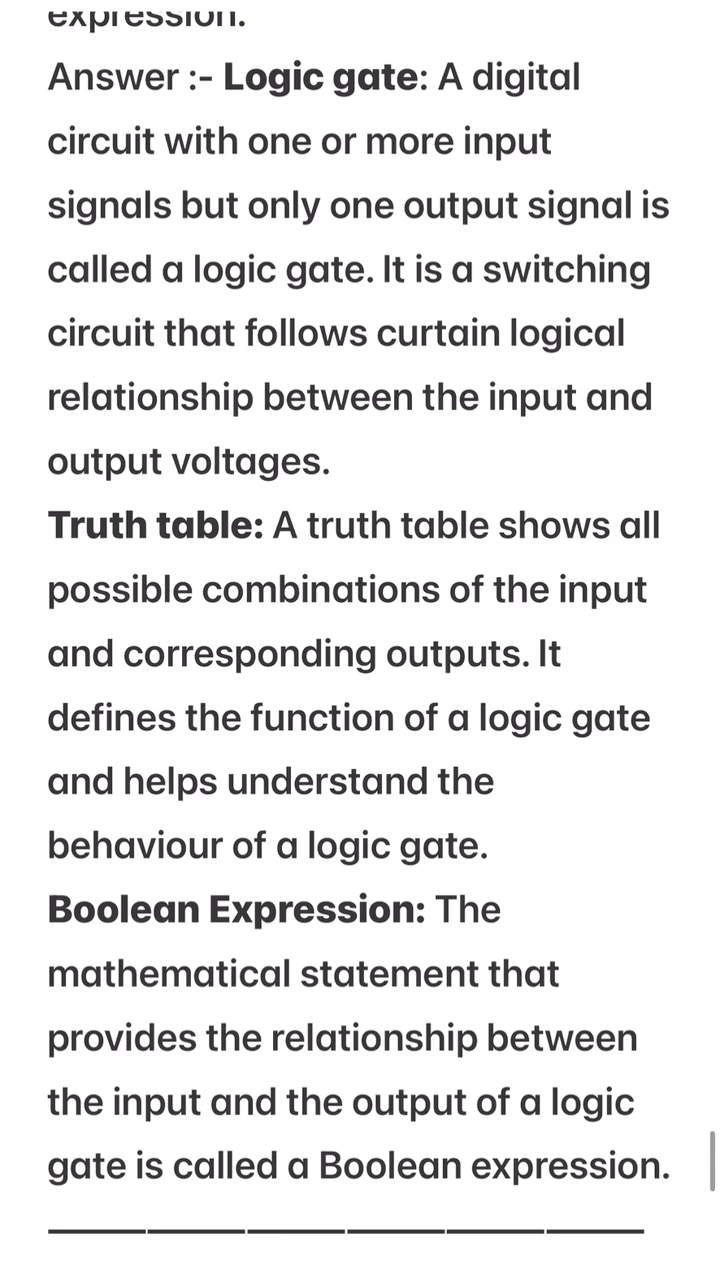 expression.
Answer :- Logic gate: A digital
circuit with one or more input
signals but only one output signal is
called a logic gate. It is a switching
circuit that follows curtain logical
relationship between the input and
output voltages.
Truth table: A truth table shows all
possible combinations of the input
and corresponding outputs. It
defines the function of a logic gate
and helps understand the
behaviour of a logic gate.
Boolean Expression: The
mathematical statement that
provides the relationship between
the input and the output of a logic
gate is called a Boolean expression.